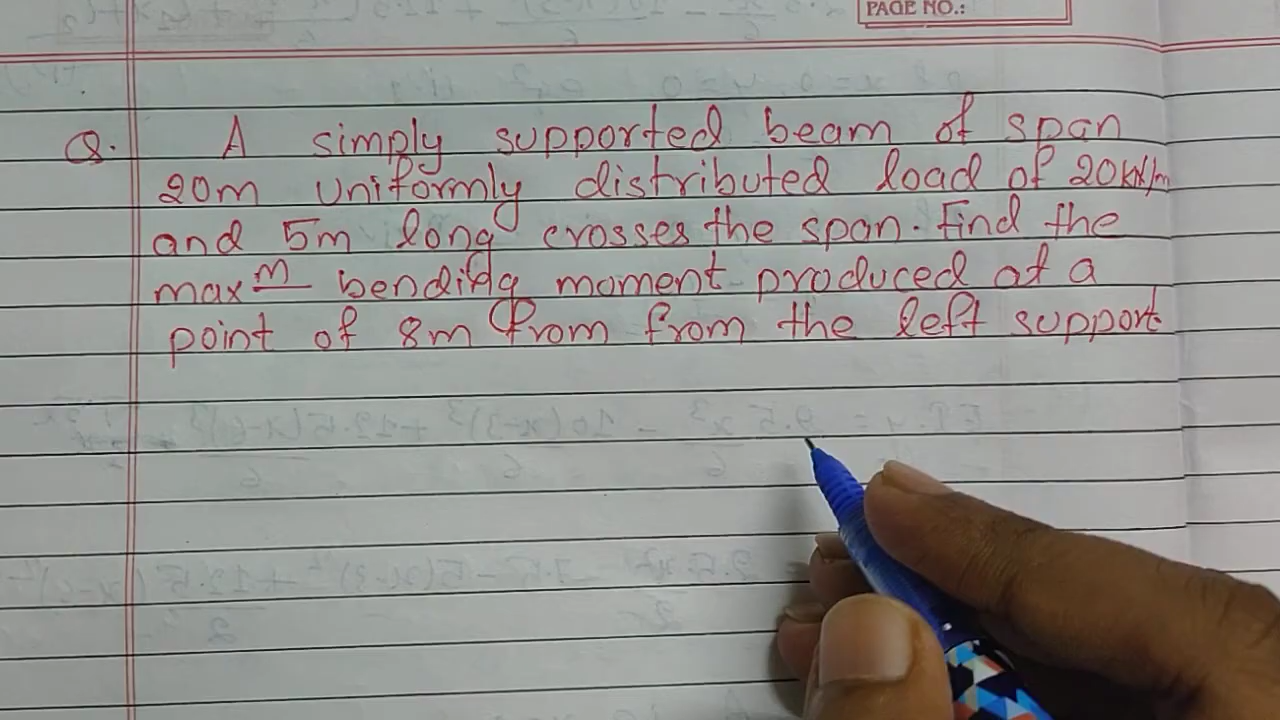 PAGE NO.:
Q. A simply supported beam of span
20m uniformly distributed load of 20kN/m
and 5m long crosses the span. Find the
max m bending moment produced at a
point of 8m from from the left support